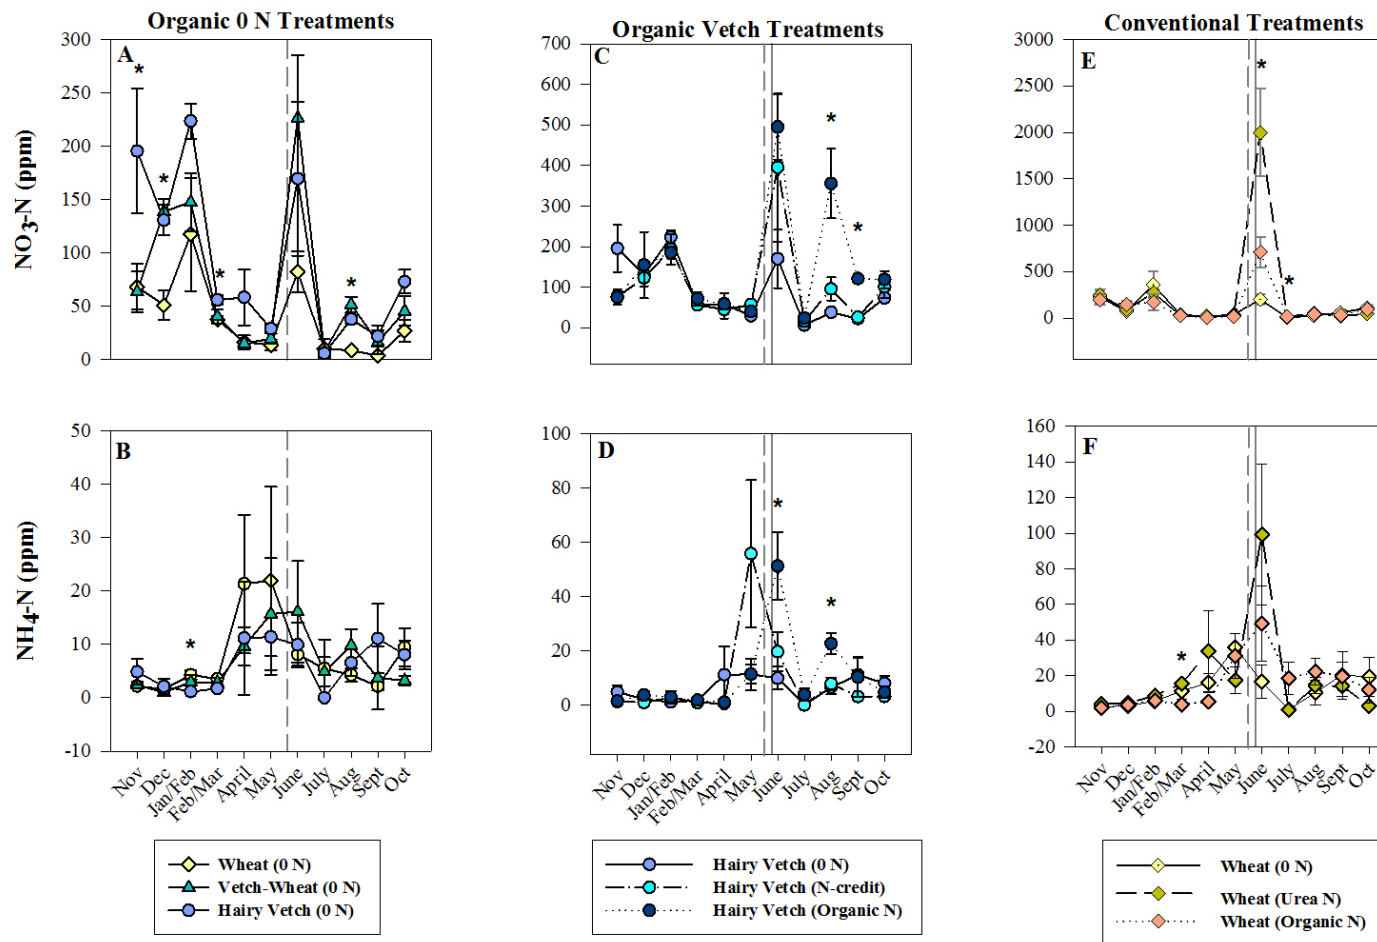 Organic 0 N Treatments
Organic Vetch Treatments
Conventional Treatments
NO3-N (ppm)
A
300
250
200
150
100
50
0
*
*
*
*
C
700
600
500
400
300
200
100
0
*
*
E
3000
2500
2000
1500
1000
500
0
*
*
NH4-N (ppm)
B
50
40
30
20
10
0
-10
*
Nov
Dec
Jan/Feb
Feb/Mar
April
May
June
July
Aug
Sept
Oct
D
100
80
60
40
20
0
*
*
Nov
Dec
Jan/Feb
Feb/Mar
April
May
June
July
Aug
Sept
Oct
F
160
140
120
100
80
60
40
20
0
-20
*
Nov
Dec
Jan/Feb
Feb/Mar
April
May
June
July
Aug
Sept
Oct
Wheat (0 N)
Vetch-Wheat (0 N)
Hairy Vetch (0 N)
Hairy Vetch (0 N)
Hairy Vetch (N-credit)
Hairy Vetch (Organic N)
Wheat (0 N)
Wheat (Urea N)
Wheat (Organic N)